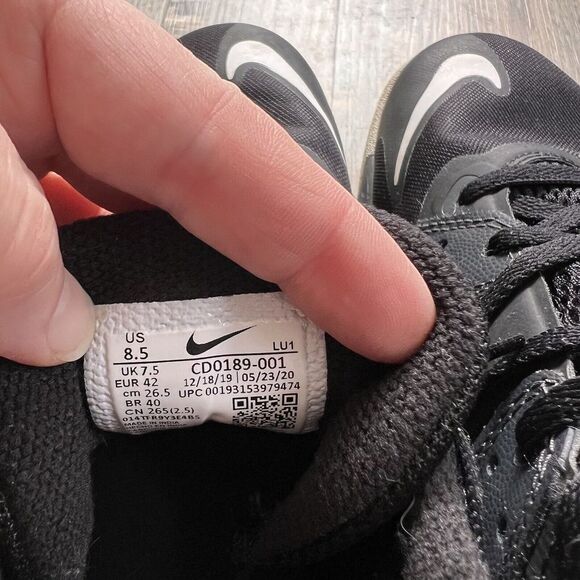 US
8.5
LU1
UK 7.5
CD0189-001
EUR 42
12/18/19 | 05/23/20
cm 26.5
UPC 00193153979474
BR 40
CN 265(2.5)
MADE IN INDIA